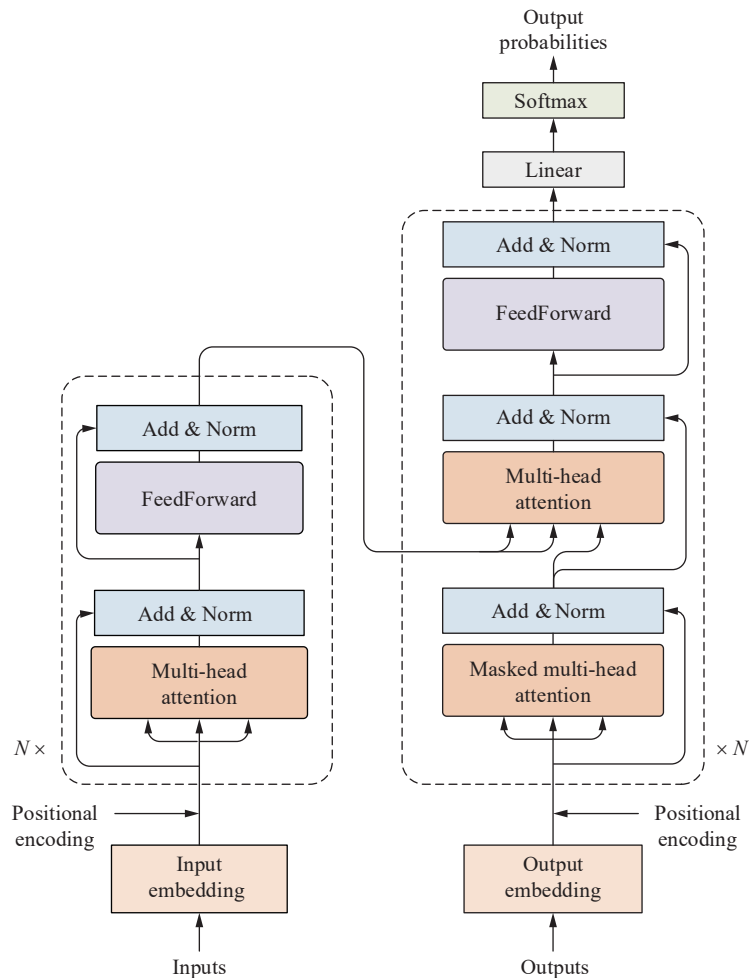 Output
probabilities
Softmax
Linear
Add & Norm
FeedForward
Add & Norm
Multi-head
attention
Add & Norm
Masked multi-head
attention
× N
Positional
encoding
Output
embedding
Outputs
Add & Norm
FeedForward
Add & Norm
Multi-head
attention
N ×
Positional
encoding
Input
embedding
Inputs